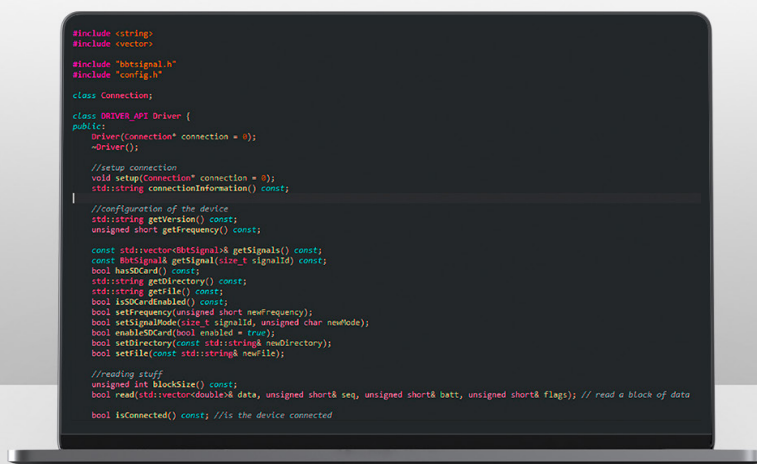 #include <string>
#include <vector>
#include "bbtsignal.h"
#include "config.h"
class Connection;
class DRIVER_API Driver {
public:
Driver(Connection* connection = 0);
~Driver();
//setup connection
void setup(Connection* connection = 0);
std::string connectionInformation() const;
//configuration of the device
std::string getVersion() const;
unsigned short getFrequency() const;
const std::vector<BbtSignal>& getSignals() const;
const BbtSignal& getSignal(size_t signalId) const;
bool hasSDCard() const;
std::string getDirectory() const;
std::string getFile() const;
bool isSDCardEnabled() const;
bool setFrequency(unsigned short newFrequency);
bool setSignalMode(size_t signalId, unsigned char newMode);
bool enableSDCard(bool enabled = true);
bool setDirectory(const std::string& newDirectory);
bool setFile(const std::string& newFile);
//reading stuff
unsigned int blockSize() const;
bool read(std::vector<double>& data, unsigned short& seq, unsigned short& batt, unsigned short& flags); // read a block of data
bool isConnected() const; //is the device connected